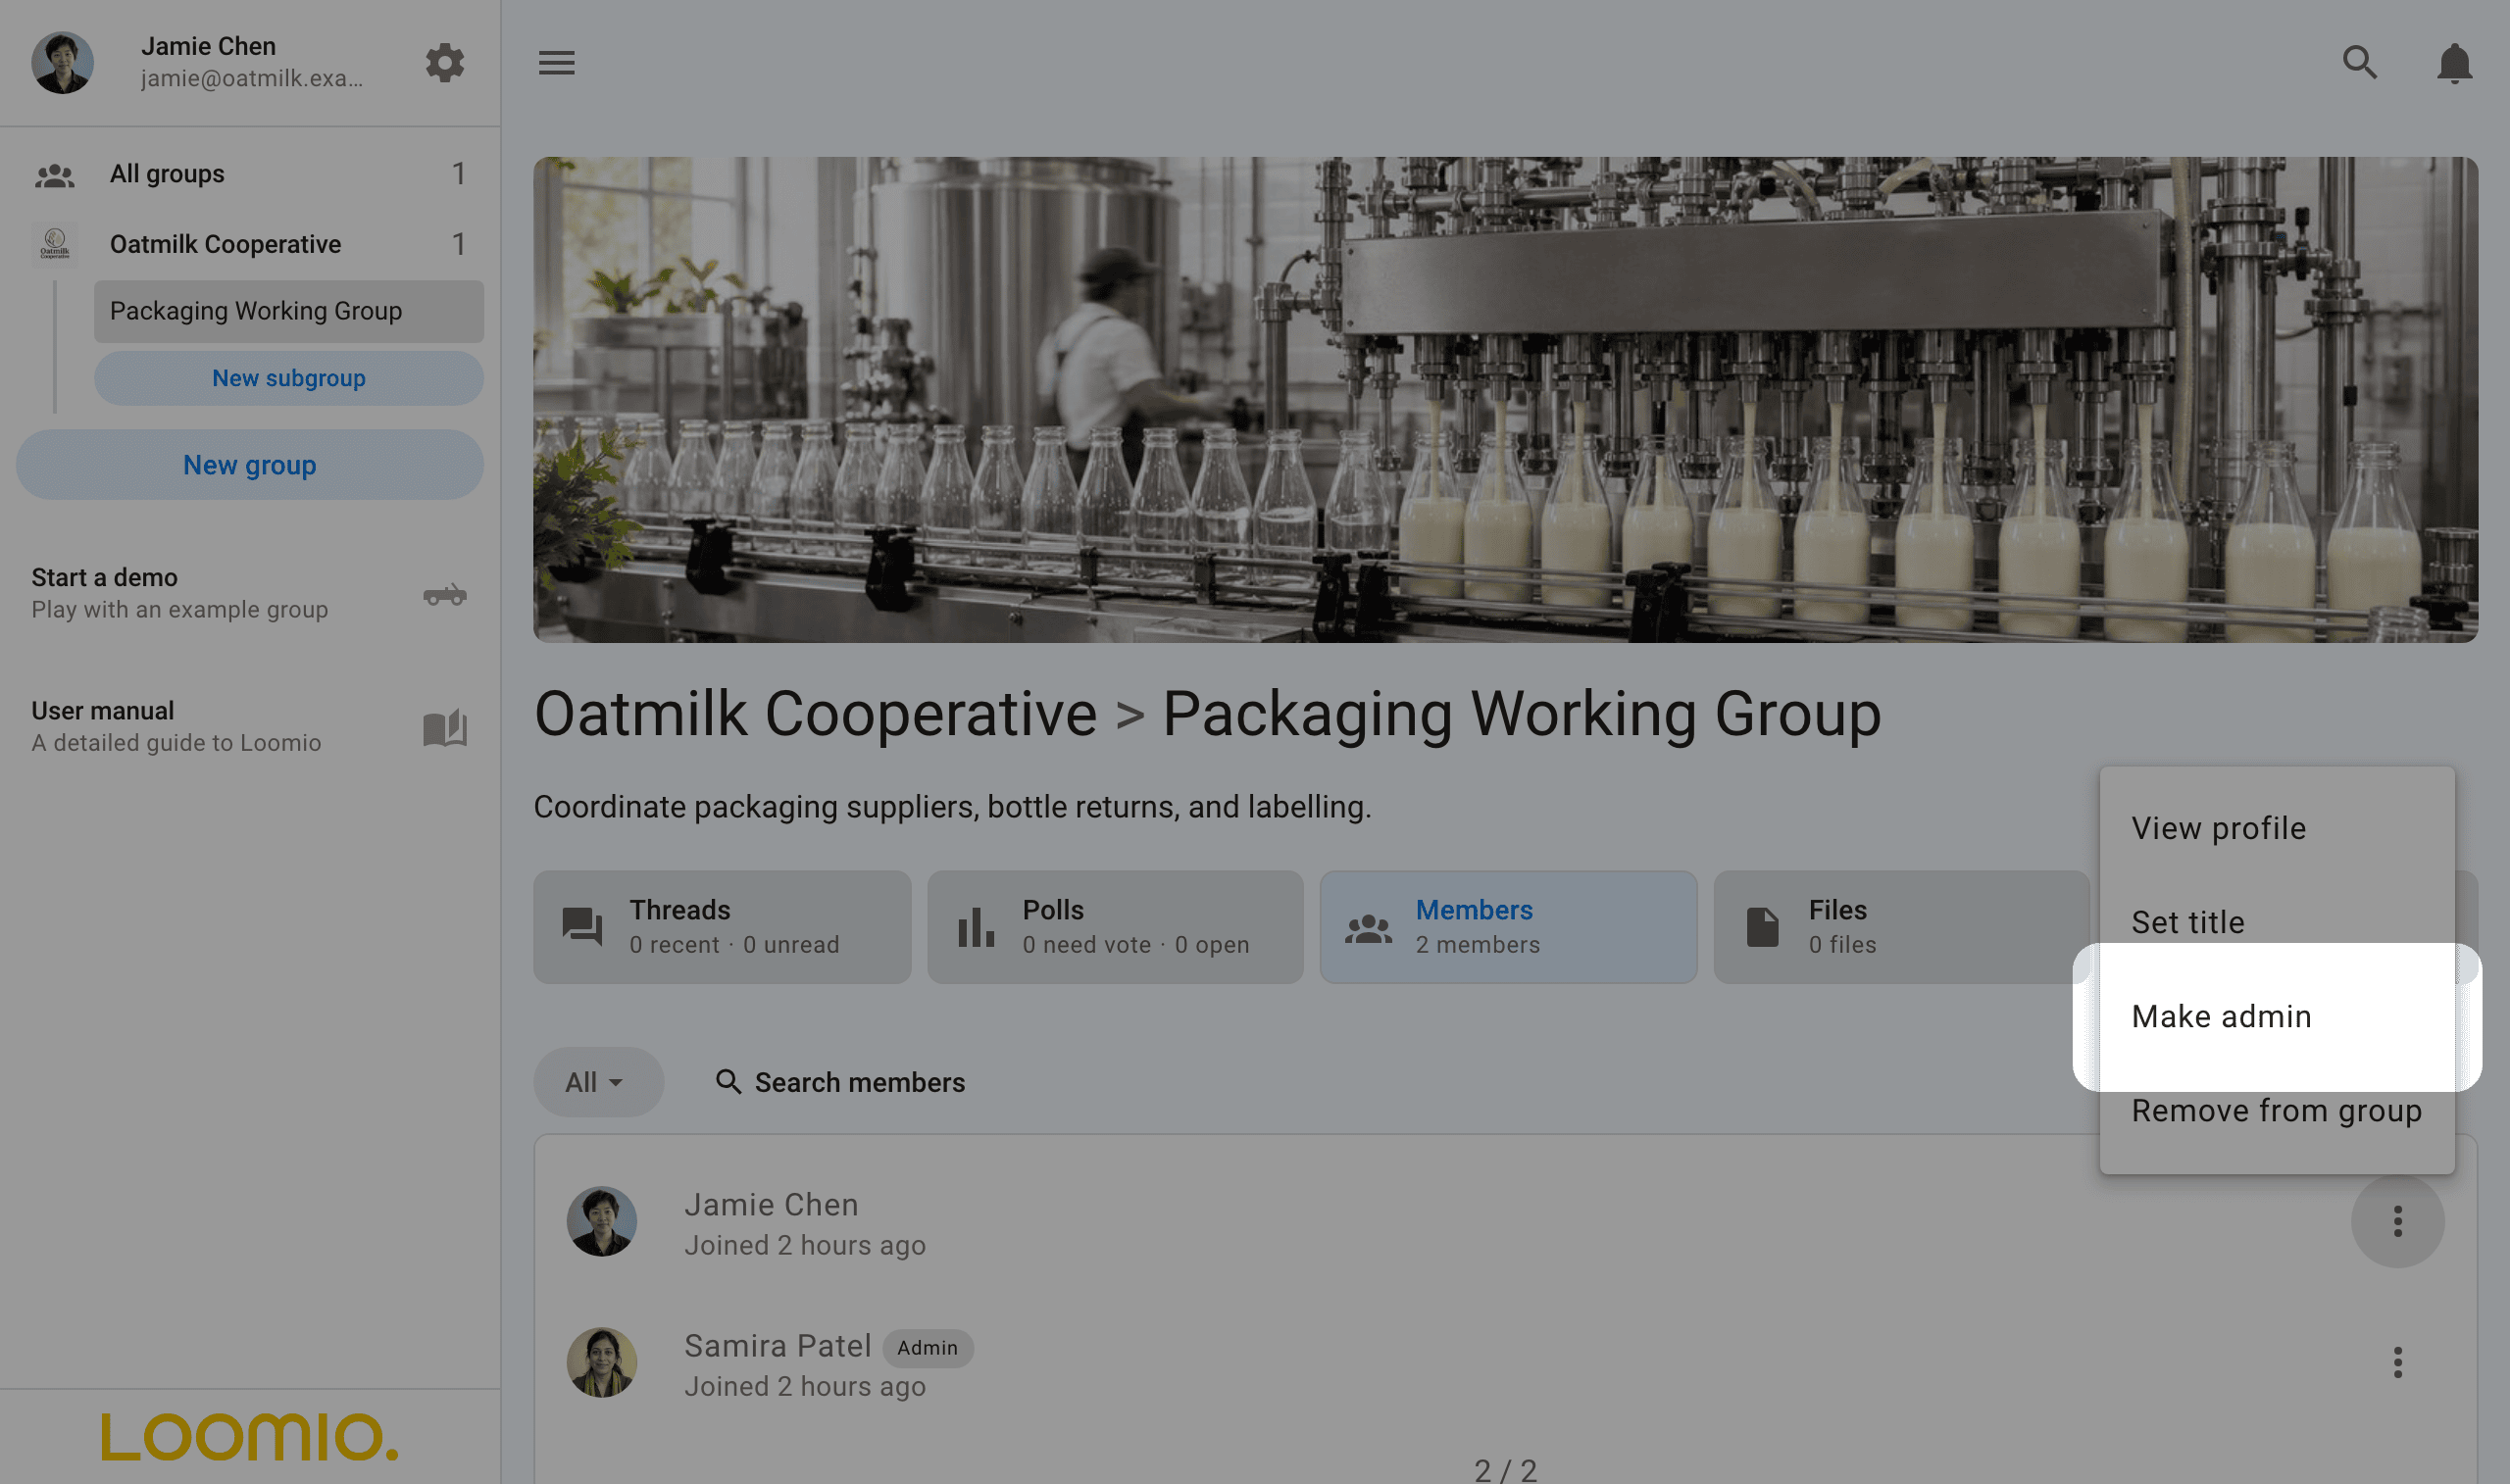 Jamie Chen
jamie@oatmilk.exa...
All groups 1
Oatmilk Cooperative 1
Oatmilk
Cooperative
Packaging Working Group
New subgroup
New group
Start a demo
Play with an example group
User manual
A detailed guide to Loomio
LOOMIO.
Oatmilk Cooperative > Packaging Working Group
Coordinate packaging suppliers, bottle returns, and labelling.
Threads
0 recent · 0 unread
Polls
0 need vote · 0 open
Members
2 members
Files
0 files
View profile
Set title
Make admin
Remove from group
All
Search members
Jamie Chen
Joined 2 hours ago
Samira Patel Admin
Joined 2 hours ago
2 / 2